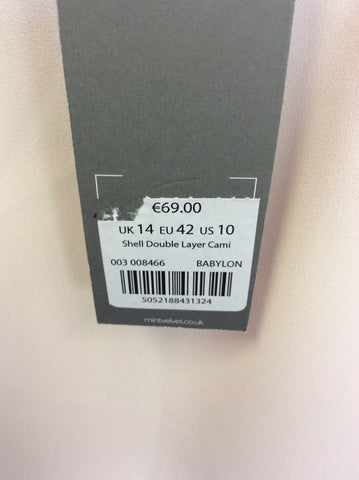 €69.00
UK 14 EU 42 US 10
Shell Double Layer Cami
003 008466 BABYLON
5052188431324
mintvelvet.co.uk